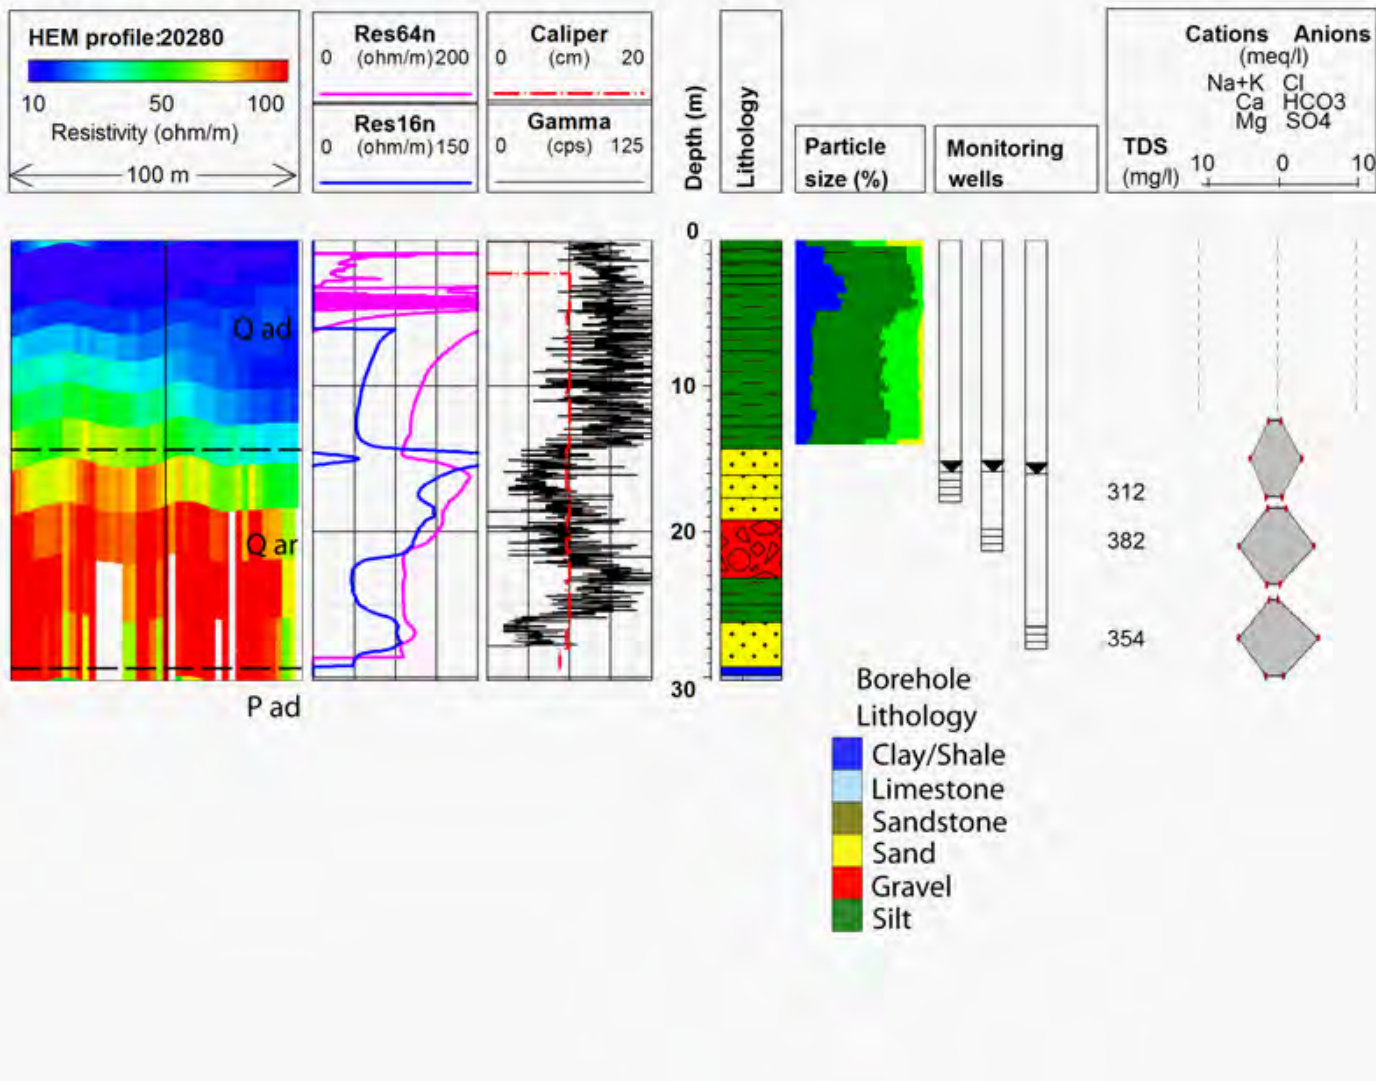 HEM profile:20280
10 50 100
Resistivity (ohm/m)
100 m
Res64n
0 (ohm/m) 200
Res16n
0 (ohm/m) 150
Caliper
0 (cm) 20
Gamma
0 (cps) 125
Depth (m)
Lithology
Particle
size (%)
Monitoring
wells
Cations Anions
(meq/l)
Na+K Cl
Ca HCO3
Mg SO4
TDS
(mg/l)
10 0 10
0
10
20
30
Q ad
Q ar
P ad
312
382
354
Borehole
Lithology
Clay/Shale
Limestone
Sandstone
Sand
Gravel
Silt